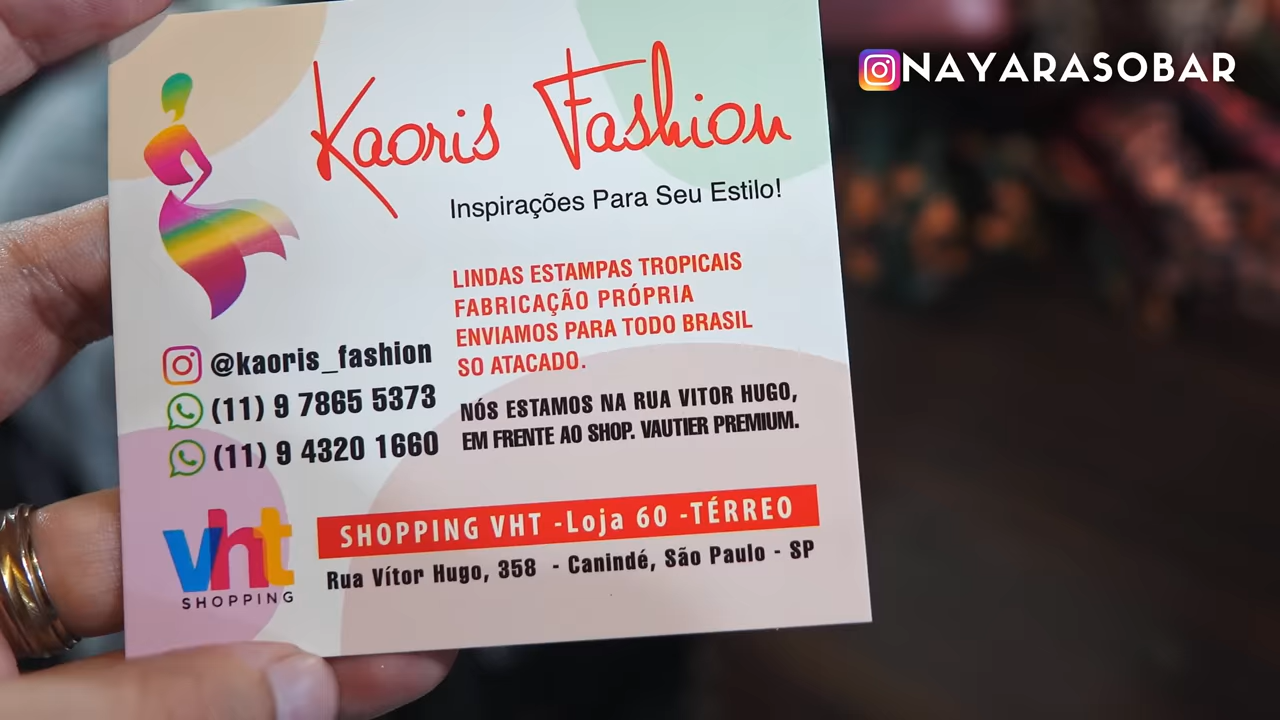 NAYARASOBAR
Kaoris Fashion
Inspirações Para Seu Estilo!
LINDAS ESTAMPAS TROPICAIS
FABRICAÇÃO PRÓPRIA
ENVIAMOS PARA TODO BRASIL
SO ATACADO.
NÓS ESTAMOS NA RUA VITOR HUGO,
EM FRENTE AO SHOP. VAUTIER PREMIUM.
@kaoris_fashion
(11) 9 7865 5373
(11) 9 4320 1660
vht
SHOPPING
SHOPPING VHT -Loja 60 -TÉRREO
Rua Vítor Hugo, 358 - Canindé, São Paulo - SP